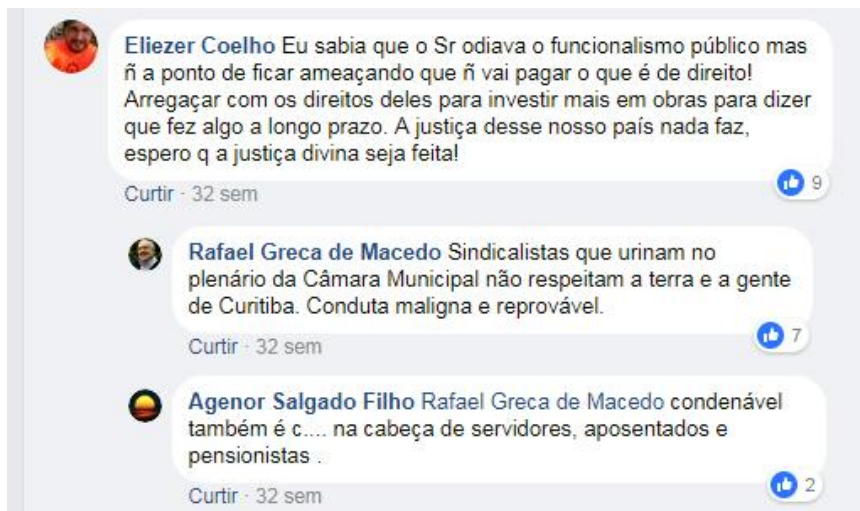 Eliezer Coelho Eu sabia que o Sr odiava o funcionalismo público mas
ñ a ponto de ficar ameaçando que ñ vai pagar o que é de direito!
Arregaçar com os direitos deles para investir mais em obras para dizer
que fez algo a longo prazo. A justiça desse nosso país nada faz,
espero q a justiça divina seja feita!
9
Curtir · 32 sem
Rafael Greca de Macedo Sindicalistas que urinam no
plenário da Câmara Municipal não respeitam a terra e a gente
de Curitiba. Conduta maligna e reprovável.
7
Curtir · 32 sem
Agenor Salgado Filho Rafael Greca de Macedo condenável
também é c.... na cabeça de servidores, aposentados e
pensionistas .
2
Curtir · 32 sem